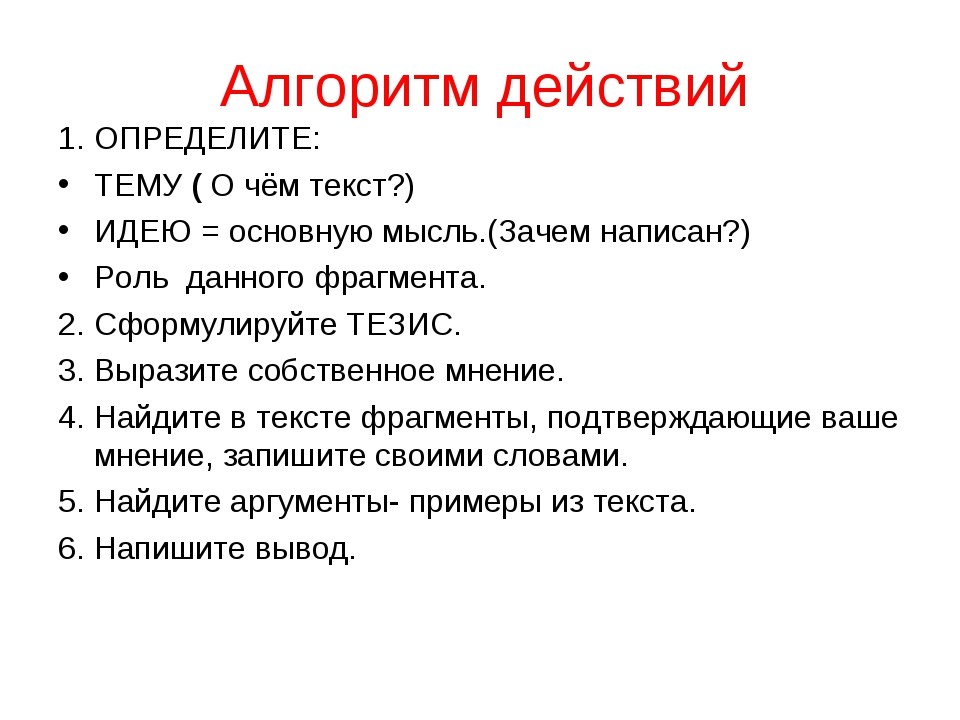 Алгоритм действий
1. ОПРЕДЕЛИТЕ:
• ТЕМУ ( О чём текст?)
• ИДЕЮ = основную мысль.(Зачем написан?)
• Роль данного фрагмента.
2. Сформулируйте ТЕЗИС.
3. Выразите собственное мнение.
4. Найдите в тексте фрагменты, подтверждающие ваше
мнение, запишите своими словами.
5. Найдите аргументы- примеры из текста.
6. Напишите вывод.